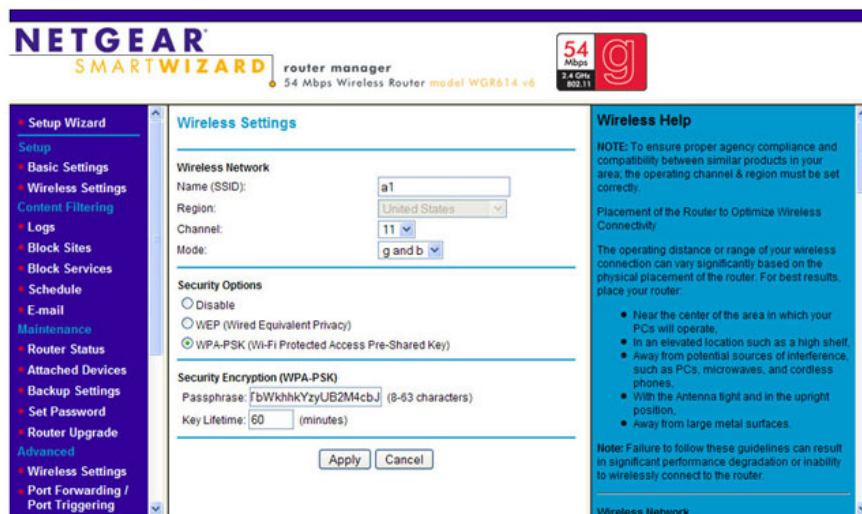 NETGEAR
SMARTWIZARD
router manager
54 Mbps Wireless Router model WGR614 v6
54
Mbps
2.4 GHz
802.11
g
Setup Wizard
Setup
Basic Settings
Wireless Settings
Content Filtering
Logs
Block Sites
Block Services
Schedule
E-mail
Maintenance
Router Status
Attached Devices
Backup Settings
Set Password
Router Upgrade
Advanced
Wireless Settings
Port Forwarding /
Port Triggering
Wireless Settings
Wireless Network
Name (SSID): a1
Region: United States
Channel: 11
Mode: g and b
Security Options
Disable
WEP (Wired Equivalent Privacy)
WPA-PSK (Wi-Fi Protected Access Pre-Shared Key)
Security Encryption (WPA-PSK)
Passphrase: TbWkhhkYzyUB2M4cbJ (8-63 characters)
Key Lifetime: 60 (minutes)
Apply Cancel
Wireless Help
NOTE: To ensure proper agency compliance and
compatibility between similar products in your
area; the operating channel & region must be set
correctly.
Placement of the Router to Optimize Wireless
Connectivity
The operating distance or range of your wireless
connection can vary significantly based on the
physical placement of the router. For best results,
place your router:
Near the center of the area in which your
PCs will operate,
In an elevated location such as a high shelf,
Away from potential sources of interference,
such as PCs, microwaves, and cordless
phones,
With the Antenna tight and in the upright
position,
Away from large metal surfaces.
Note: Failure to follow these guidelines can result
in significant performance degradation or inability
to wirelessly connect to the router.
Wireless Network